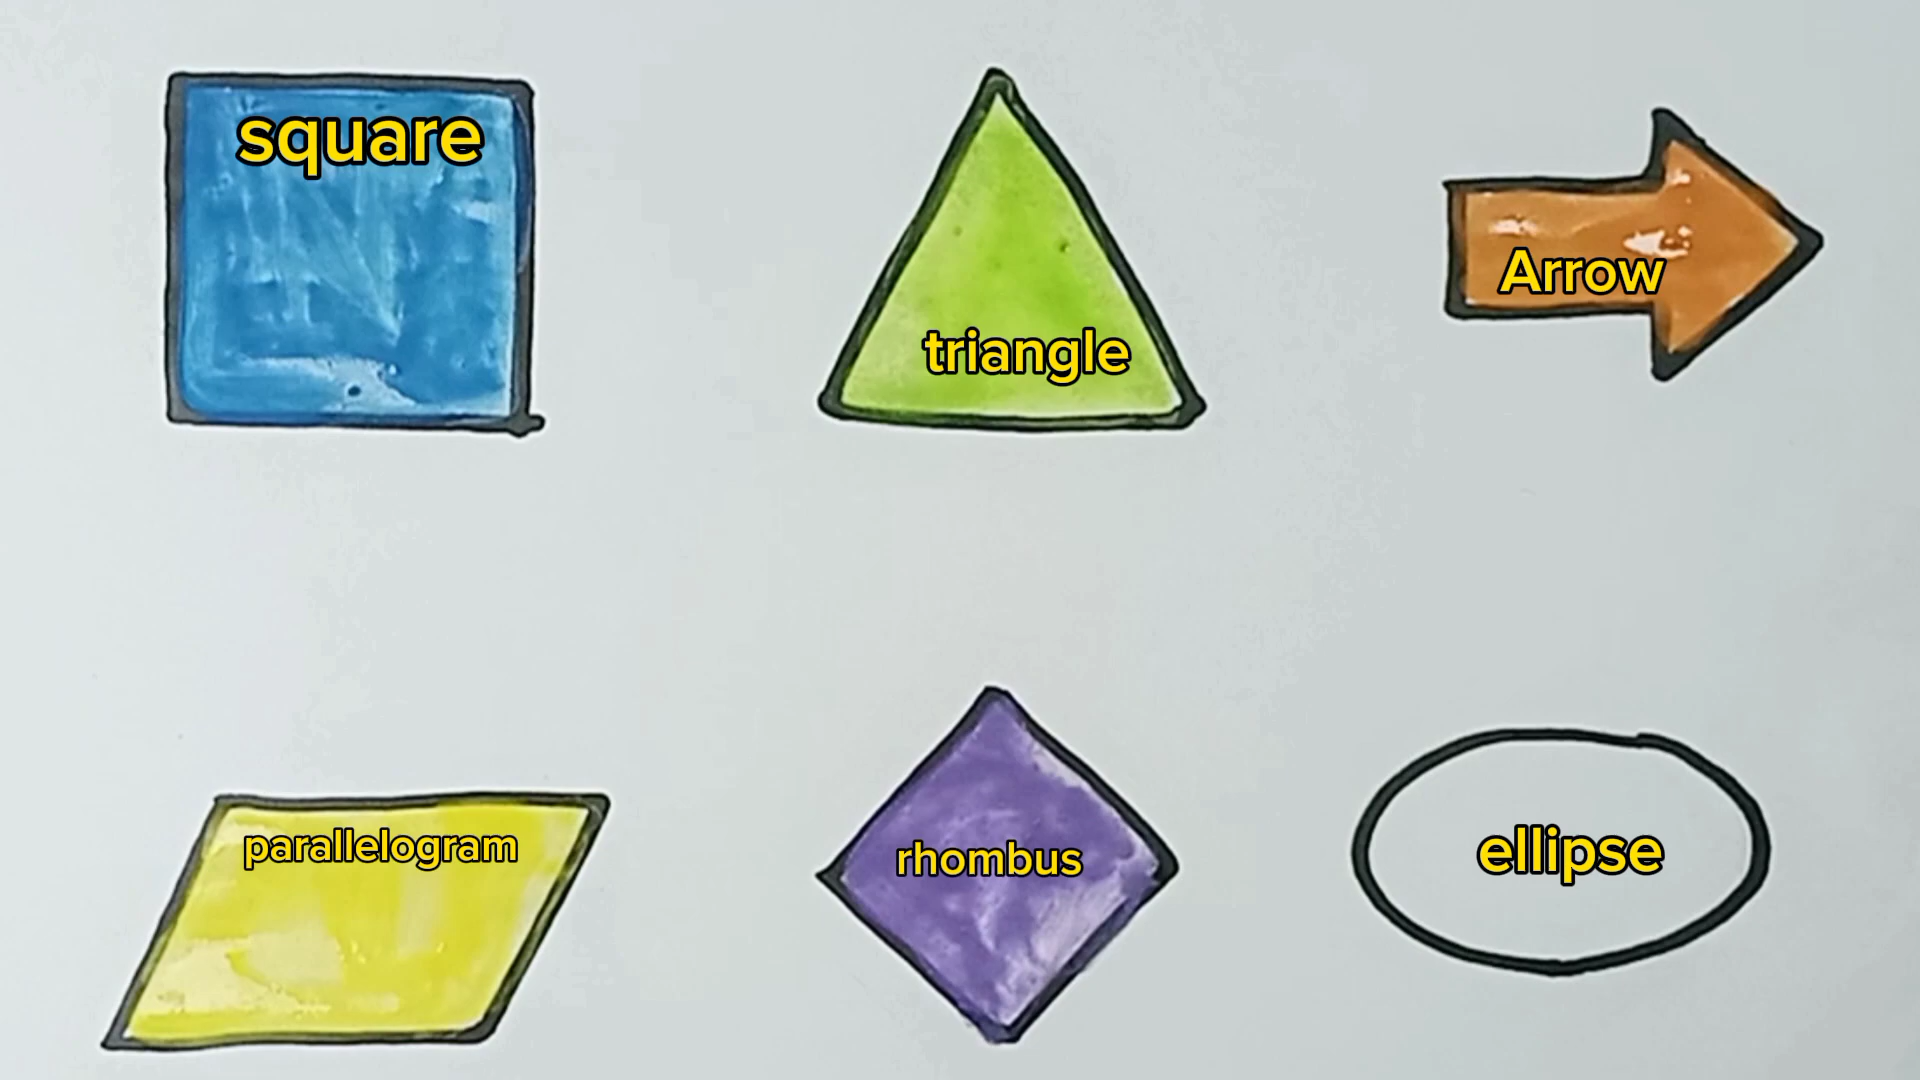 square
triangle
Arrow
parallelogram
rhombus
ellipse